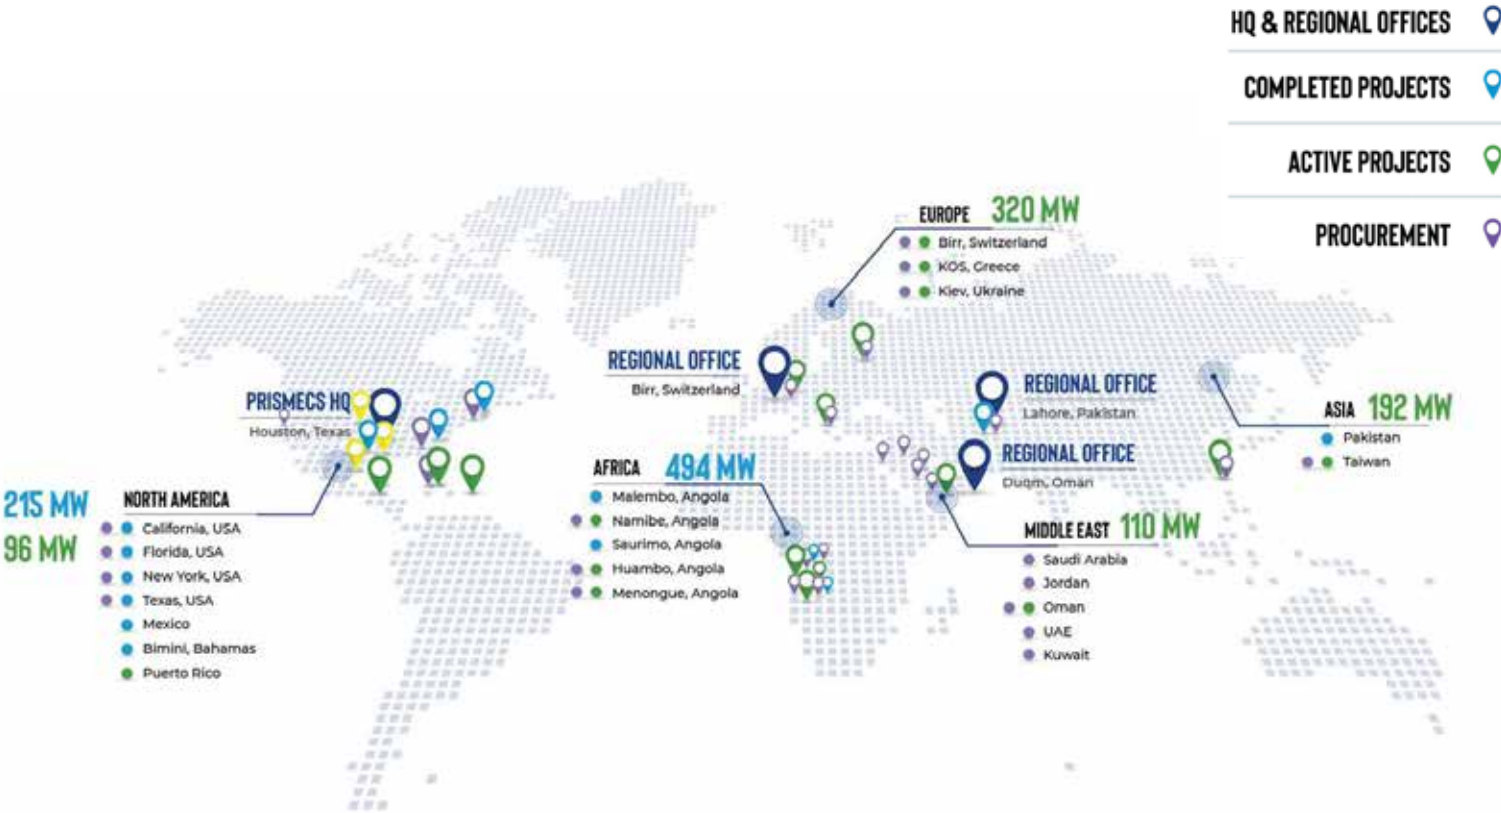 HQ & REGIONAL OFFICES
COMPLETED PROJECTS
ACTIVE PROJECTS
PROCUREMENT
EUROPE 320 MW
Birr, Switzerland
KOS, Greece
Kiev, Ukraine
REGIONAL OFFICE
Birr, Switzerland
PRISMECS HQ
Houston, Texas
REGIONAL OFFICE
Lahore, Pakistan
REGIONAL OFFICE
Duqm, Oman
ASIA 192 MW
Pakistan
Taiwan
AFRICA 494 MW
Malembo, Angola
Namibe, Angola
Saurimo, Angola
Huambo, Angola
Menongue, Angola
215 MW
96 MW
NORTH AMERICA
California, USA
Florida, USA
New York, USA
Texas, USA
Mexico
Bimini, Bahamas
Puerto Rico
MIDDLE EAST 110 MW
Saudi Arabia
Jordan
Oman
UAE
Kuwait